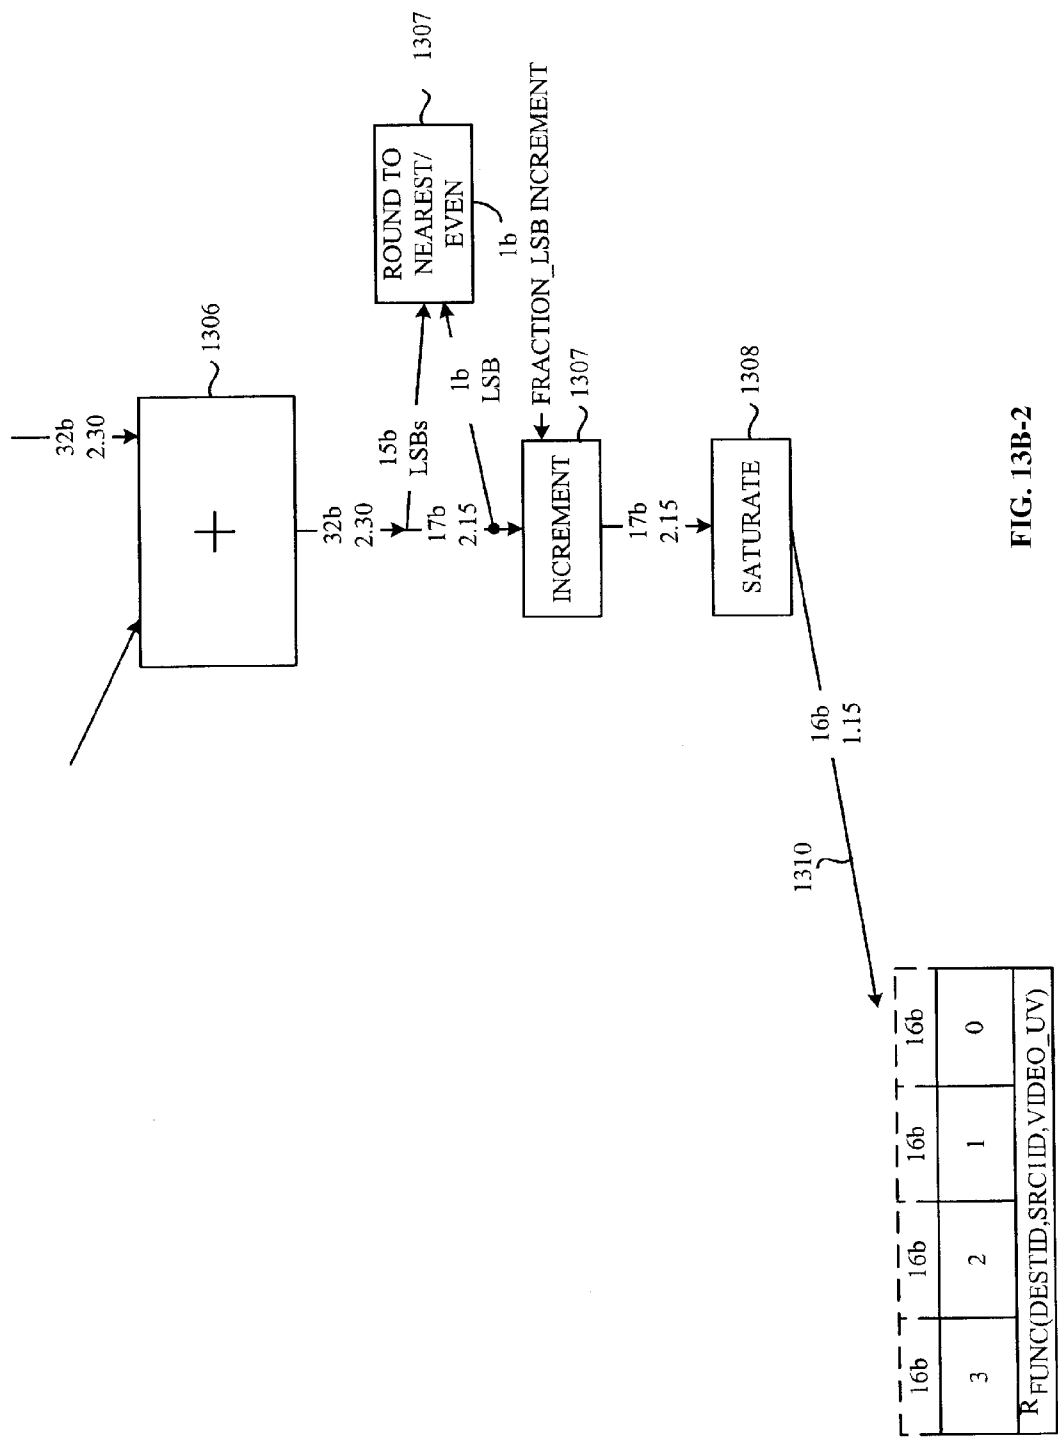 32b
2.30
1306
+
32b
2.30
15b
LSBs
17b
2.15
1b
LSB
ROUND TO
NEAREST/
EVEN
1307
1b
FRACTION_LSB INCREMENT
INCREMENT
1307
17b
2.15
SATURATE
1308
16b
1.15
1310
16b
16b
16b
16b
3
2
1
0
RFUNC(DESTID,SRC1ID,VIDEO_UV)
FIG. 13B-2